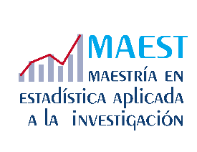 MAEST
MAESTRÍA EN
ESTADÍSTICA APLICADA
A LA INVESTIGACIÓN